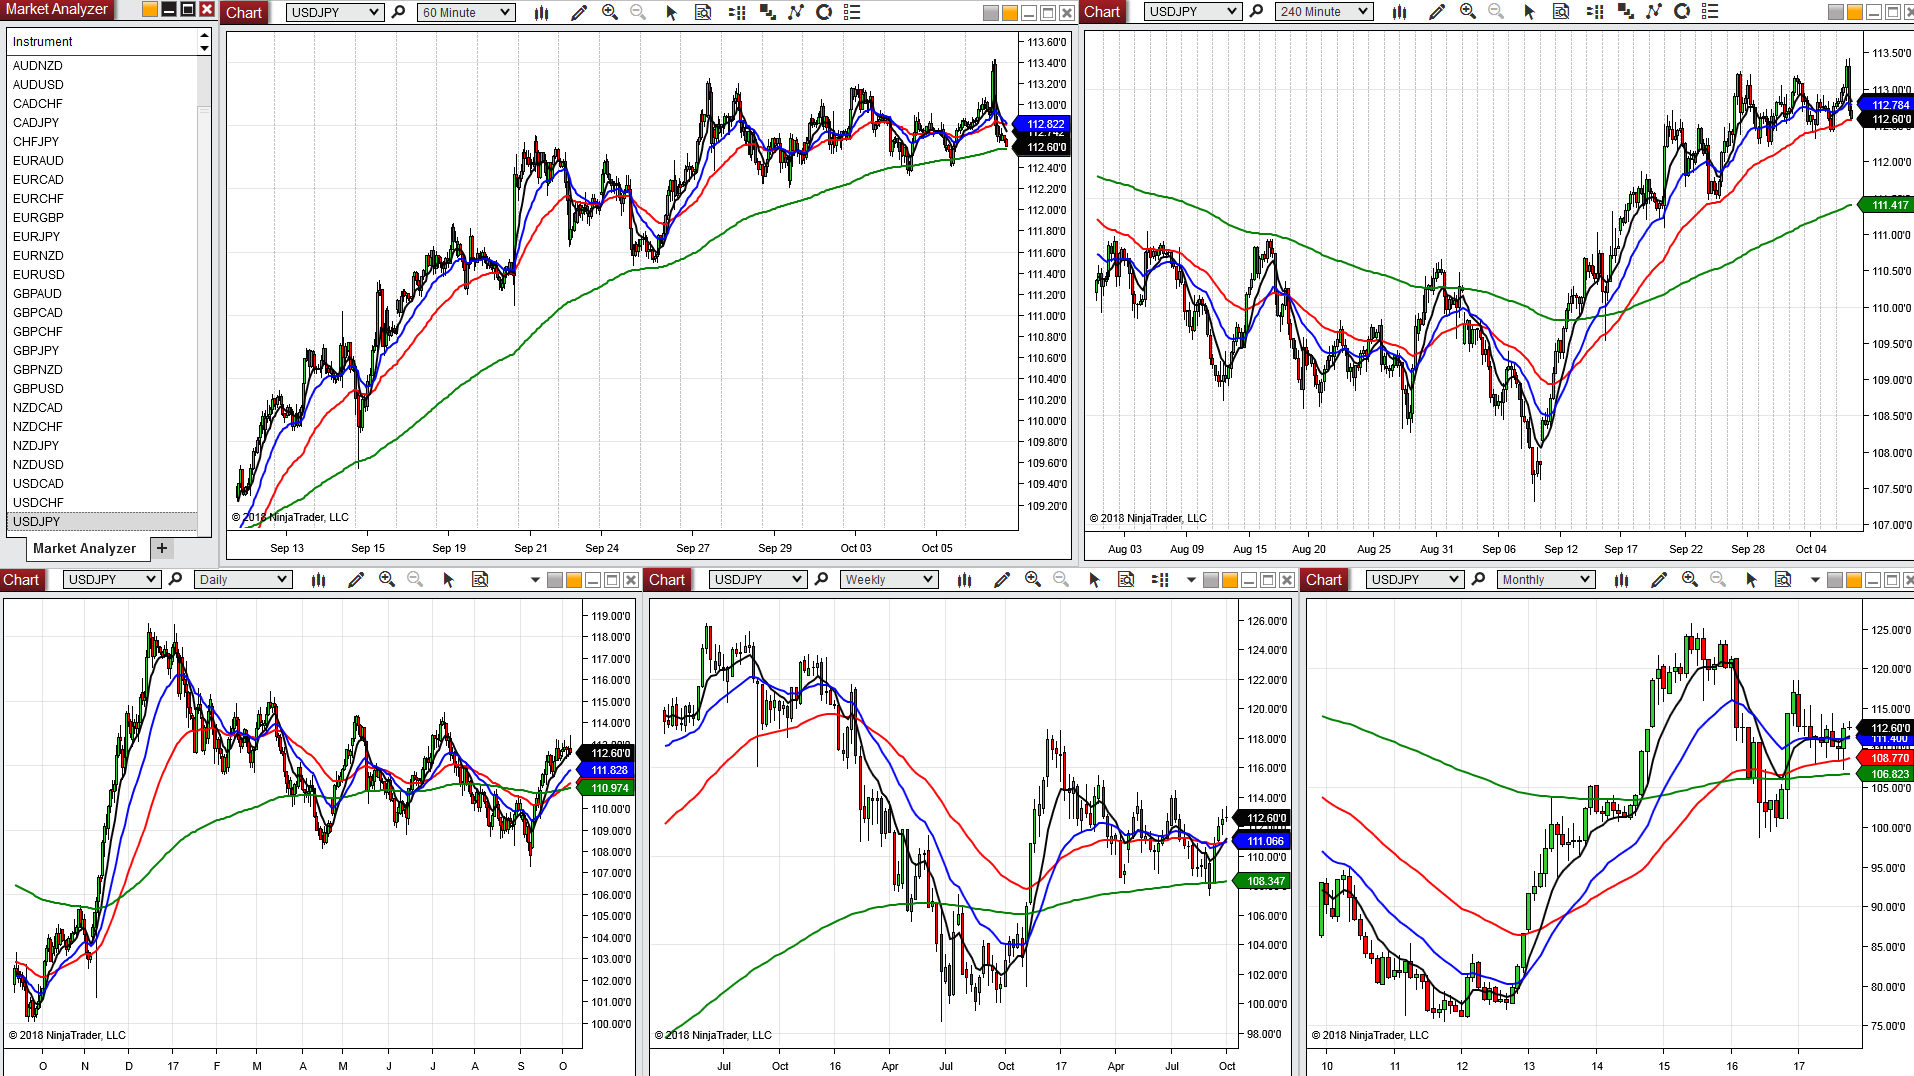 Market Analyzer
Instrument
AUDNZD
AUDUSD
CADCHF
CADJPY
CHFJPY
EURAUD
EURCAD
EURCHF
EURGBP
EURJPY
EURNZD
EURUSD
GBPAUD
GBPCAD
GBPCHF
GBPJPY
GBPNZD
GBPUSD
NZDCAD
NZDCHF
NZDJPY
NZDUSD
USDCAD
USDCHF
USDJPY
Market Analyzer +
Chart USDJPY 60 Minute
113.60'0
113.40'0
113.20'0
113.00'0
112.822
112.742
112.60'0
112.40'0
112.20'0
112.00'0
111.80'0
111.60'0
111.40'0
111.20'0
111.00'0
110.80'0
110.60'0
110.40'0
110.20'0
110.00'0
109.80'0
109.60'0
109.40'0
109.20'0
© 2018 NinjaTrader, LLC
Sep 13 Sep 15 Sep 19 Sep 21 Sep 24 Sep 27 Sep 29 Oct 03 Oct 05
Chart USDJPY 240 Minute
113.50'0
113.00'0
112.784
112.60'0
112.00'0
111.417
111.00'0
110.50'0
110.00'0
109.50'0
109.00'0
108.50'0
108.00'0
107.50'0
107.00'0
© 2018 NinjaTrader, LLC
Aug 03 Aug 09 Aug 15 Aug 20 Aug 25 Aug 31 Sep 06 Sep 12 Sep 17 Sep 22 Sep 28 Oct 04
Chart USDJPY Daily
119.00'0
118.00'0
117.00'0
116.00'0
115.00'0
114.00'0
112.60'0
111.828
110.974
110.00'0
109.00'0
108.00'0
107.00'0
106.00'0
105.00'0
104.00'0
103.00'0
102.00'0
101.00'0
100.00'0
© 2018 NinjaTrader, LLC
O N D 17 F M A M J J A S O
Chart USDJPY Weekly
126.00'0
124.00'0
122.00'0
120.00'0
118.00'0
116.00'0
114.00'0
112.60'0
111.066
110.00'0
108.347
106.00'0
104.00'0
102.00'0
100.00'0
98.00'0
© 2018 NinjaTrader, LLC
Jul Oct 16 Apr Jul Oct 17 Apr Jul Oct
Chart USDJPY Monthly
125.00'0
120.00'0
115.00'0
112.60'0
111.400
108.770
106.823
105.00'0
100.00'0
95.00'0
90.00'0
85.00'0
80.00'0
75.00'0
© 2018 NinjaTrader, LLC
10 11 12 13 14 15 16 17